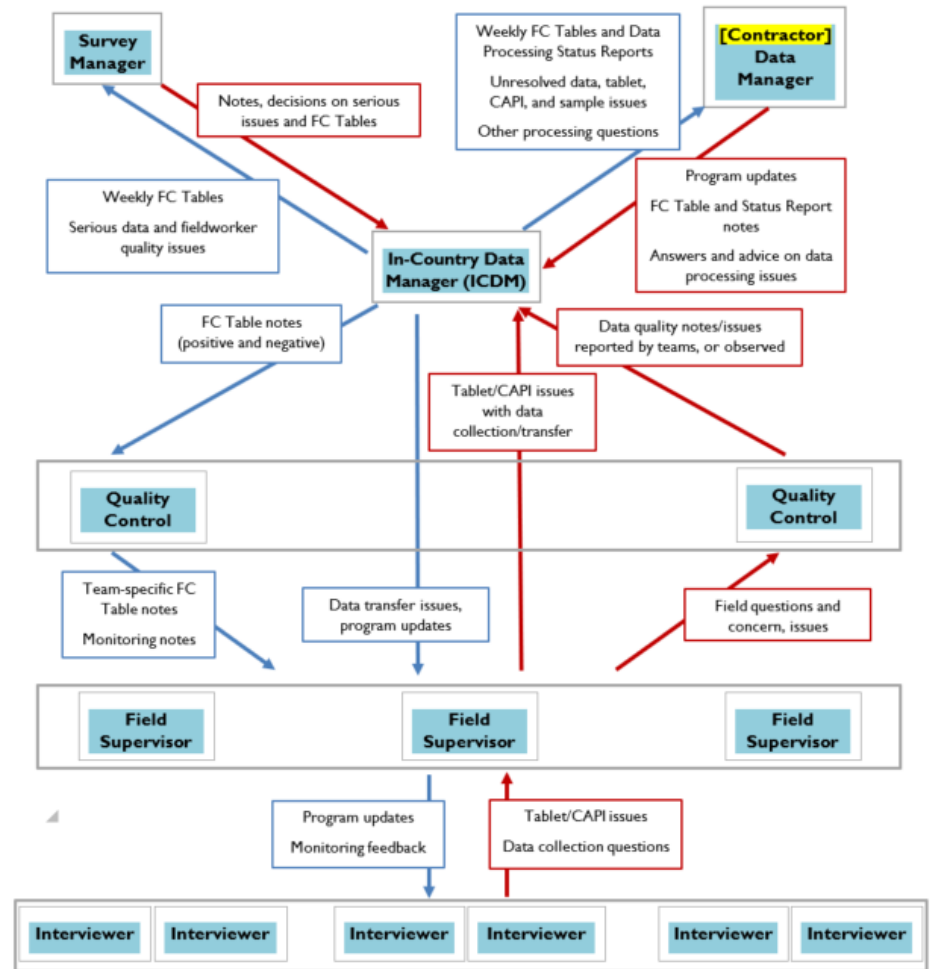 Survey
Manager
Weekly FC Tables and Data
Processing Status Reports
Unresolved data, tablet,
CAPI, and sample issues
Other processing questions
[Contractor]
Data
Manager
Notes, decisions on serious
issues and FC Tables
Weekly FC Tables
Serious data and fieldworker
quality issues
Program updates
FC Table and Status Report
notes
Answers and advice on data
processing issues
In-Country Data
Manager (ICDM)
FC Table notes
(positive and negative)
Data quality notes/issues
reported by teams, or observed
Tablet/CAPI issues
with data
collection/transfer
Quality
Control
Quality
Control
Team-specific FC
Table notes
Monitoring notes
Data transfer issues,
program updates
Field questions and
concern, issues
Field
Supervisor
Field
Supervisor
Field
Supervisor
Program updates
Monitoring feedback
Tablet/CAPI issues
Data collection questions
Interviewer
Interviewer
Interviewer
Interviewer
Interviewer
Interviewer